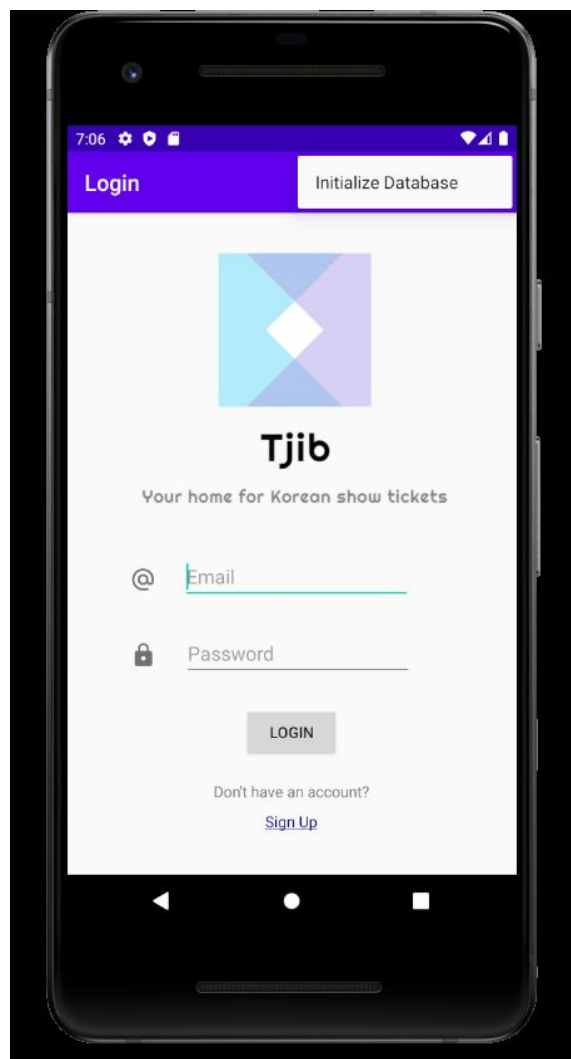 7:06
Login
Initialize Database
Tjib
Your home for Korean show tickets
@
Email
Password
LOGIN
Don't have an account?
Sign Up